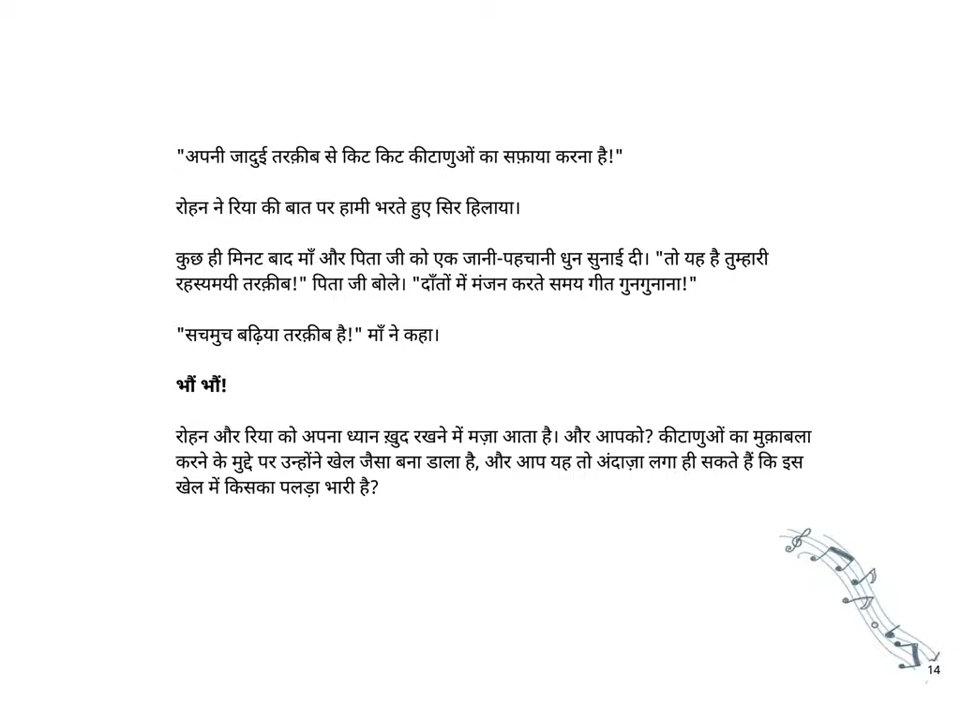 "अपनी जादुई तरक़ीब से किट किट कीटाणुओं का सफ़ाया करना है!"
रोहन ने रिया की बात पर हामी भरते हुए सिर हिलाया।
कुछ ही मिनट बाद माँ और पिता जी को एक जानी-पहचानी धुन सुनाई दी। "तो यह है तुम्हारी
रहस्यमयी तरक़ीब!" पिता जी बोले। "दाँतों में मंजन करते समय गीत गुनगुनाना!"
"सचमुच बढ़िया तरक़ीब है!" माँ ने कहा।
भौं भौं!
रोहन और रिया को अपना ध्यान ख़ुद रखने में मज़ा आता है। और आपको? कीटाणुओं का मुक़ाबला
करने के मुद्दे पर उन्होंने खेल जैसा बना डाला है, और आप यह तो अंदाज़ा लगा ही सकते हैं कि इस
खेल में किसका पलड़ा भारी है?
14